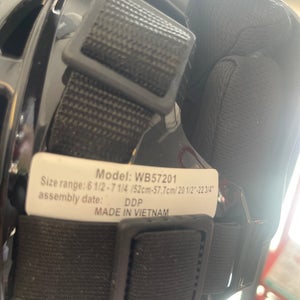 Model: WB57201
Size range: 6 1/2 - 7 1/4 /52cm-57,7cm/ 20 1/2"-22 3/4"
assembly date:
DDP
MADE IN VIETNAM